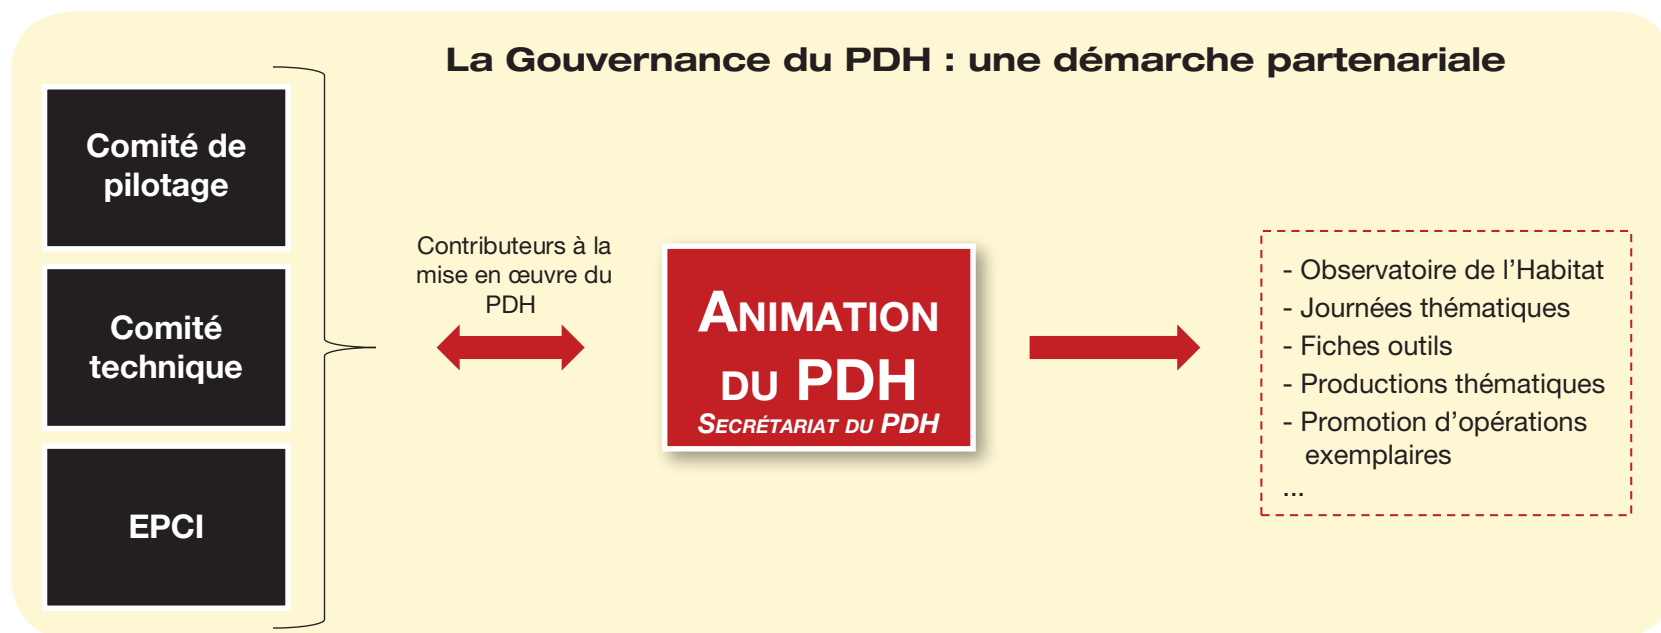 La Gouvernance du PDH : une démarche partenariale
Comité de
pilotage
Comité
technique
EPCI
Contributeurs à la
mise en œuvre du
PDH
ANIMATION
DU PDH
SECRÉTARIAT DU PDH
- Observatoire de l’Habitat
- Journées thématiques
- Fiches outils
- Productions thématiques
- Promotion d’opérations
exemplaires
...